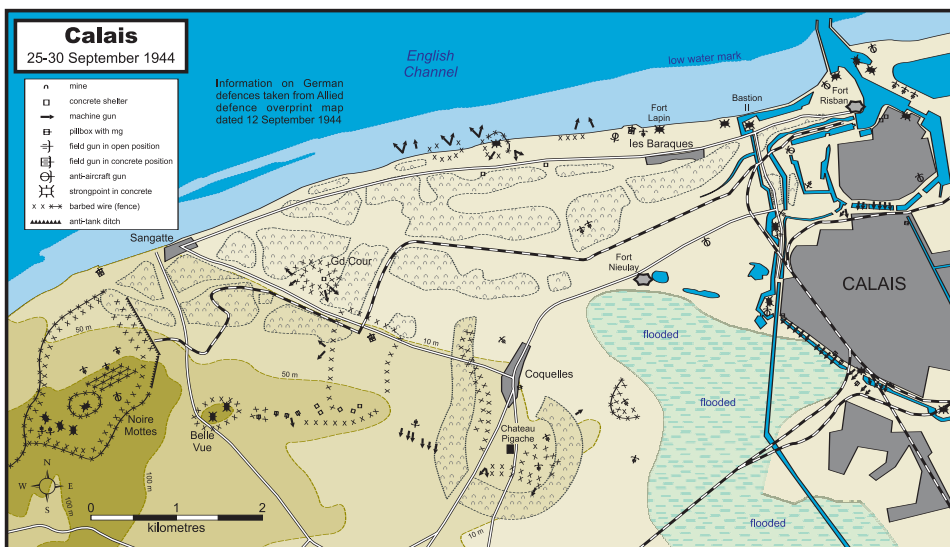 Calais
25-30 September 1944
mine
concrete shelter
machine gun
pillbox with mg
field gun in open position
field gun in concrete position
anti-aircraft gun
strongpoint in concrete
barbed wire (fence)
anti-tank ditch
Information on German
defences taken from Allied
defence overprint map
dated 12 September 1944
English
Channel
low water mark
Fort
Risban
Bastion
II
Fort
Lapin
les Baraques
Sangatte
Gd Cour
Fort
Nieulay
CALAIS
50 m
10 m
flooded
50 m
Coquelles
flooded
Noire
Mottes
Belle
Vue
Chateau
Pigache
N
W E
S
100 m
100 m
0 1 2
kilometres
10 m
flooded